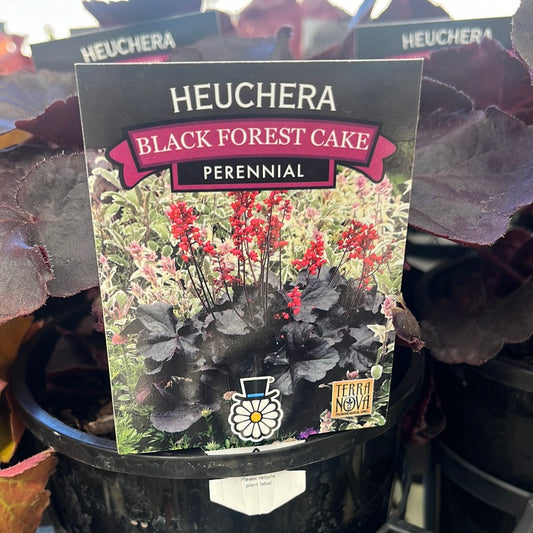 HEUCHERA
HEUCHERA
HEUCHERA
BLACK FOREST CAKE
PERENNIAL
TERRA
NOVA
Please recycle
plant label